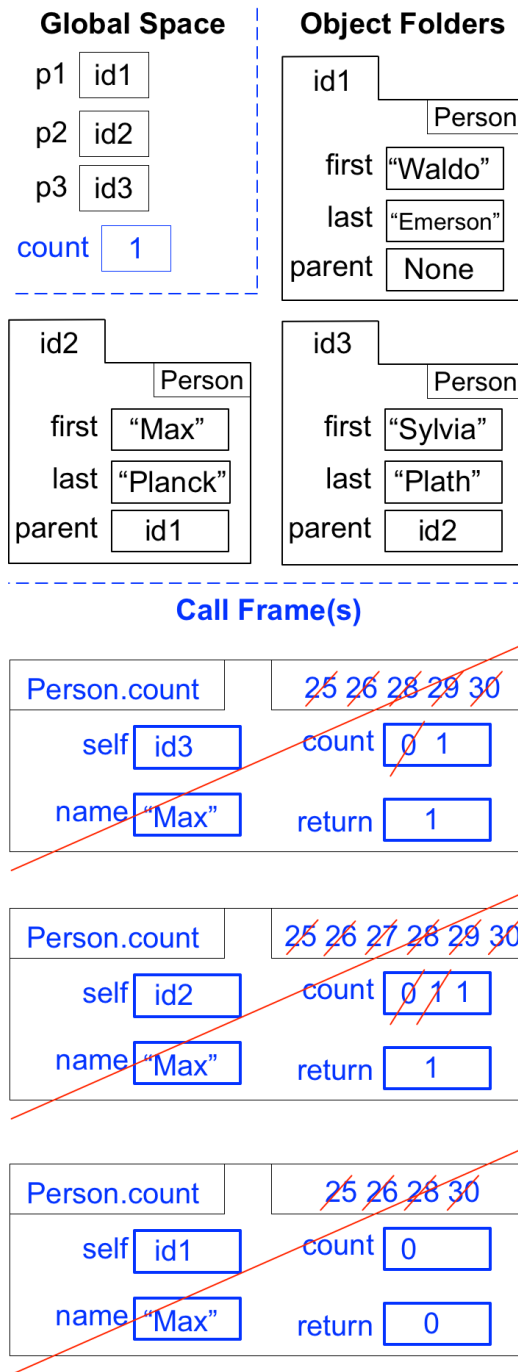 Global Space
p1 id1
p2 id2
p3 id3
count 1
Object Folders
id1
Person
first “Waldo”
last “Emerson”
parent None
id2
Person
first “Max”
last “Planck”
parent id1
id3
Person
first “Sylvia”
last “Plath”
parent id2
Call Frame(s)
Person.count 25 26 28 29 30
self id3 count 0 1
name “Max” return 1
Person.count 25 26 27 28 29 30
self id2 count 0 1 1
name “Max” return 1
Person.count 25 26 28 30
self id1 count 0
name “Max” return 0